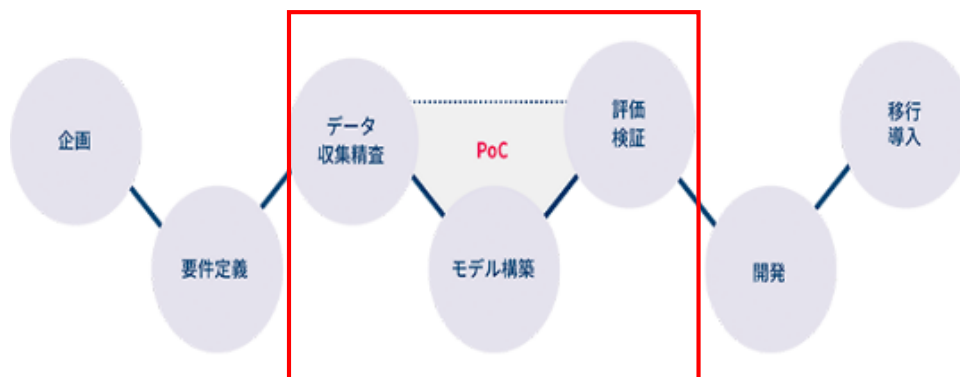 企画
要件定義
データ
収集精査
PoC
モデル構築
評価
検証
開発
移行
導入